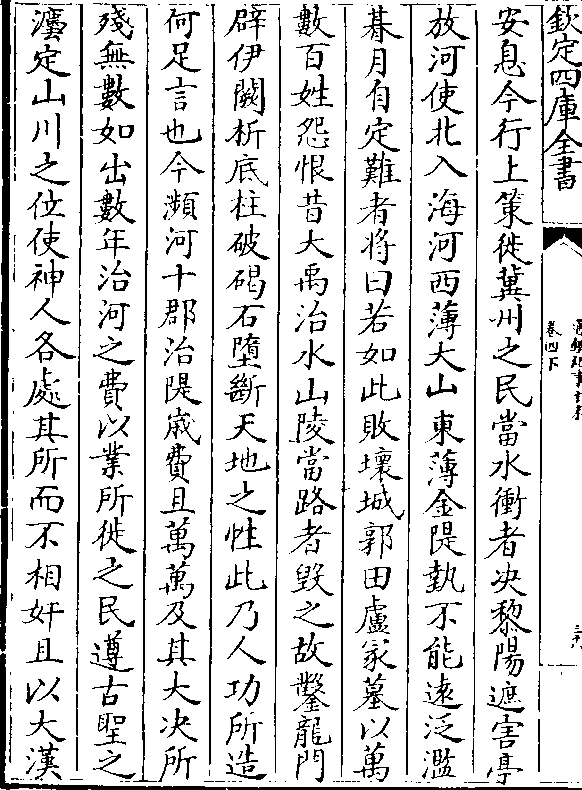 欽定四庫全書
卷四下
安息今行上策徙冀州之民當水衝者决黎陽遮害亭
放河使北入海河西薄大山東薄金隄埶不能遠泛濫
朞月自定難者将曰若如此敗壞城郭田廬冢墓以萬
數百姓怨恨昔大禹治水山陵當路者毁之故鑿龍門
辟伊闕析底柱破碣石墮斷天地之性此乃人功所造
何足言也今瀕河十郡治隄歲費且萬萬及其大决所
殘無數如出數年治河之費以業所徙之民遵古聖之
灋定山川之位使神人各處其所而不相奸且以大漢